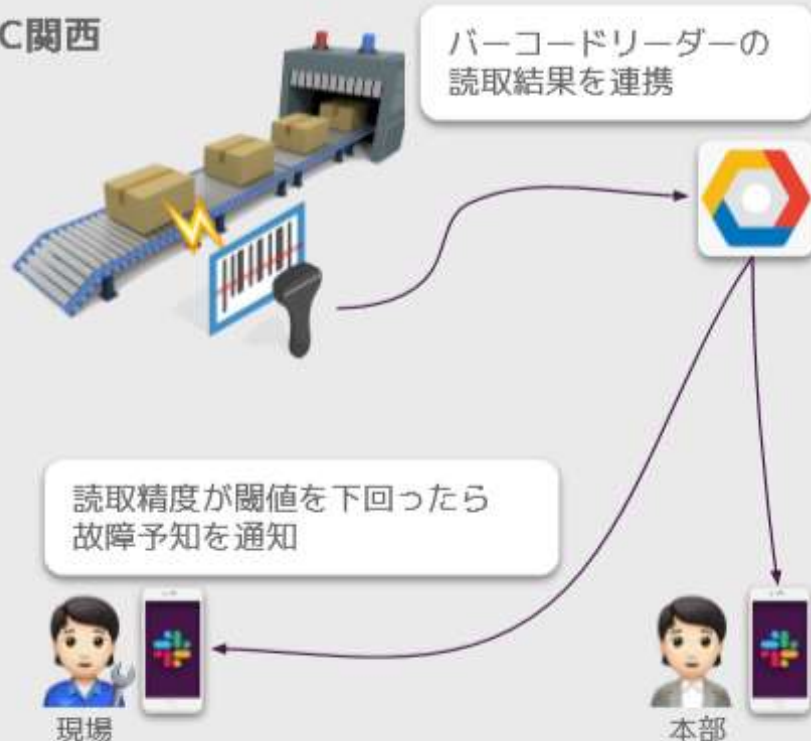 C関西
バーコードリーダーの
読取結果を連携
読取精度が閾値を下回ったら
故障予知を通知
現場
本部